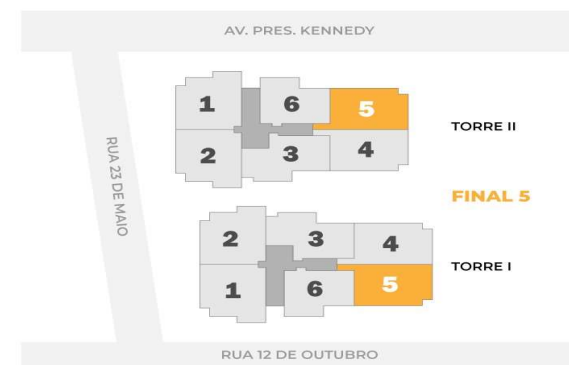 AV. PRES. KENNEDY
1 6 5
TORRE II
2 3 4
RUA 23 DE MAIO
FINAL 5
2 3 4
TORRE I
1 6 5
RUA 12 DE OUTUBRO